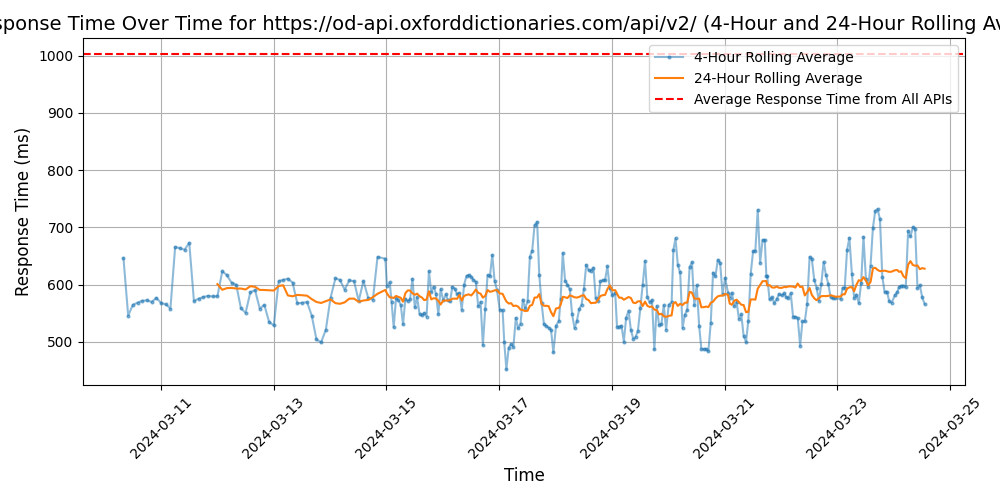 sponse Time Over Time for https://od-api.oxforddictionaries.com/api/v2/ (4-Hour and 24-Hour Rolling Av
1000
900
800
700
600
500
Response Time (ms)
4-Hour Rolling Average
24-Hour Rolling Average
Average Response Time from All APIs
2024-03-11
2024-03-13
2024-03-15
2024-03-17
2024-03-19
2024-03-21
2024-03-23
2024-03-25
Time